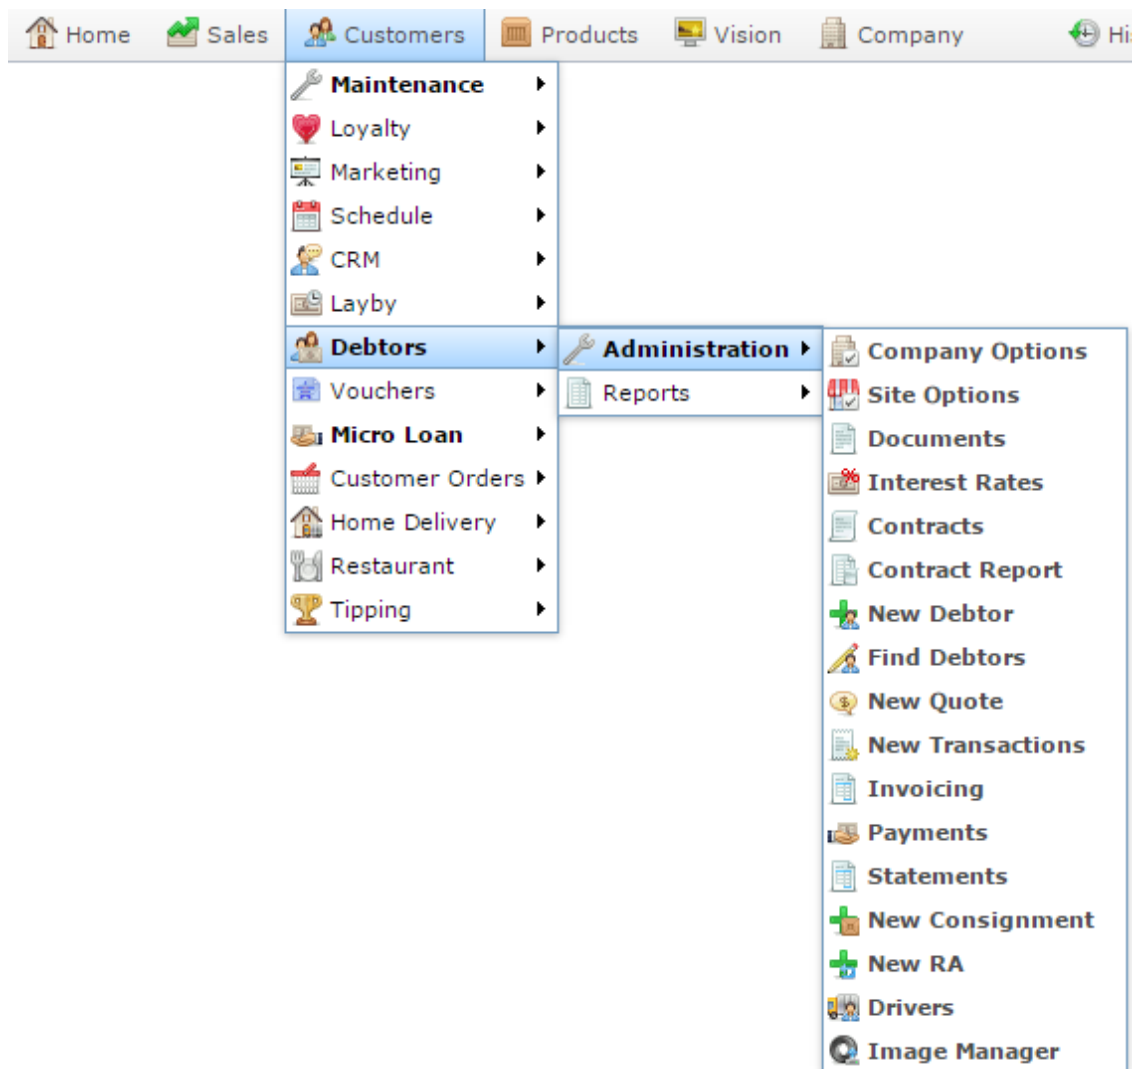 Home Sales Customers Products Vision Company
Maintenance
Loyalty
Marketing
Schedule
CRM
Layby
Debtors
Vouchers
Micro Loan
Customer Orders
Home Delivery
Restaurant
Tipping
Administration
Reports
Company Options
Site Options
Documents
Interest Rates
Contracts
Contract Report
New Debtor
Find Debtors
New Quote
New Transactions
Invoicing
Payments
Statements
New Consignment
New RA
Drivers
Image Manager